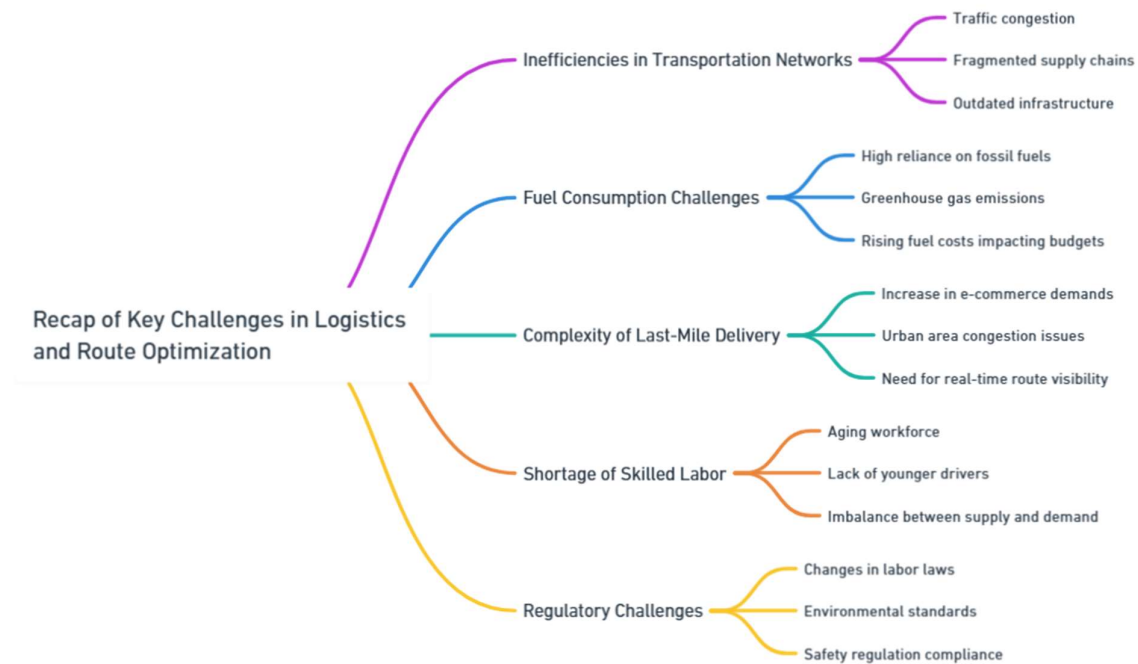 Recap of Key Challenges in Logistics
and Route Optimization
Inefficiencies in Transportation Networks
Traffic congestion
Fragmented supply chains
Outdated infrastructure
Fuel Consumption Challenges
High reliance on fossil fuels
Greenhouse gas emissions
Rising fuel costs impacting budgets
Complexity of Last-Mile Delivery
Increase in e-commerce demands
Urban area congestion issues
Need for real-time route visibility
Shortage of Skilled Labor
Aging workforce
Lack of younger drivers
Imbalance between supply and demand
Regulatory Challenges
Changes in labor laws
Environmental standards
Safety regulation compliance